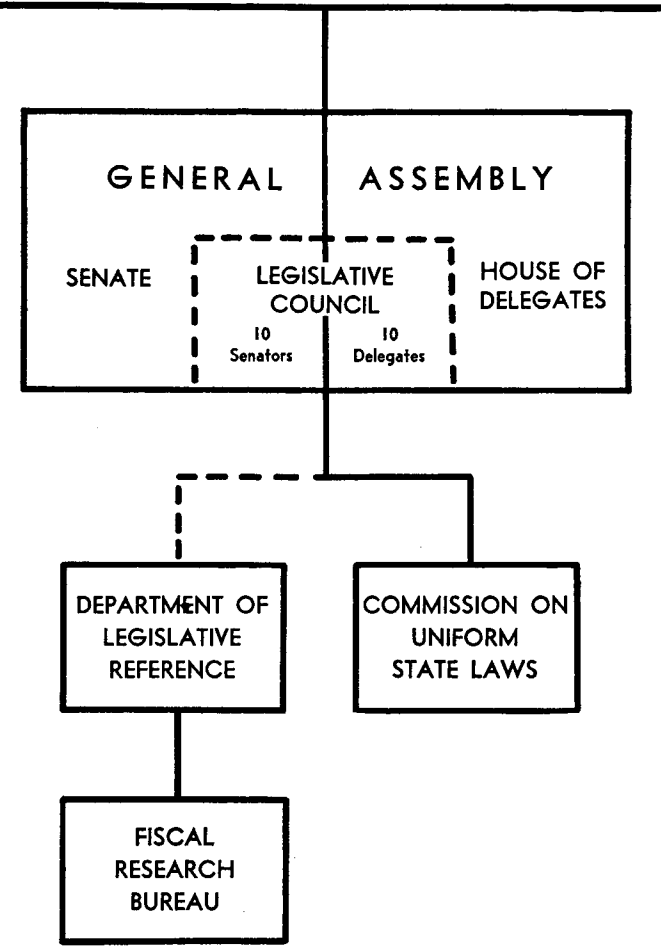 GENERAL ASSEMBLY
SENATE
LEGISLATIVE
COUNCIL
10
Senators
10
Delegates
HOUSE OF
DELEGATES
DEPARTMENT OF
LEGISLATIVE
REFERENCE
COMMISSION ON
UNIFORM
STATE LAWS
FISCAL
RESEARCH
BUREAU